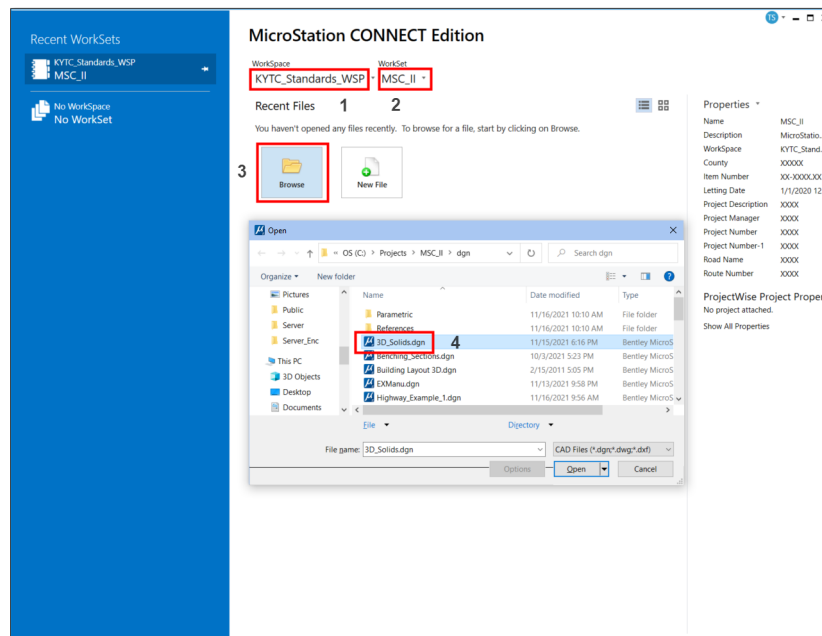 TS
Recent WorkSets
KYTC_Standards_WSP
MSC_II
No WorkSpace
No WorkSet
MicroStation CONNECT Edition
WorkSpace WorkSet
KYTC_Standards_WSP MSC_II
1 2
Recent Files
You haven't opened any files recently. To browse for a file, start by clicking on Browse.
3
Browse New File
Properties
Name MSC_II
Description MicroStatio...
WorkSpace KYTC_Stand...
County XXXXX
Item Number XX-XXXX.XX
Letting Date 1/1/2020 12
Project Description XXXX
Project Manager XXXX
Project Number XXXX
Project Number-1 XXXX
Road Name XXXX
Route Number XXXX
ProjectWise Project Proper
No project attached.
Show All Properties
Open
« OS (C:) > Projects > MSC_II > dgn Search dgn
Organize New folder
Pictures
Public
Server
Server_Enc
This PC
3D Objects
Desktop
Documents
Name Date modified Type
Parametric 11/16/2021 10:10 AM File folder
References 11/16/2021 10:10 AM File folder
3D_Solids.dgn 4 11/15/2021 6:16 PM Bentley MicroS
Benching_Sections.dgn 10/3/2021 5:23 PM Bentley MicroS
Building Layout 3D.dgn 2/15/2011 5:05 PM Bentley MicroS
EXManu.dgn 11/13/2021 9:58 PM Bentley MicroS
Highway_Example_1.dgn 11/16/2021 9:56 AM Bentley MicroS
File Directory
File name: 3D_Solids.dgn CAD Files (*.dgn;*.dwg;*.dxf)
Options Open Cancel